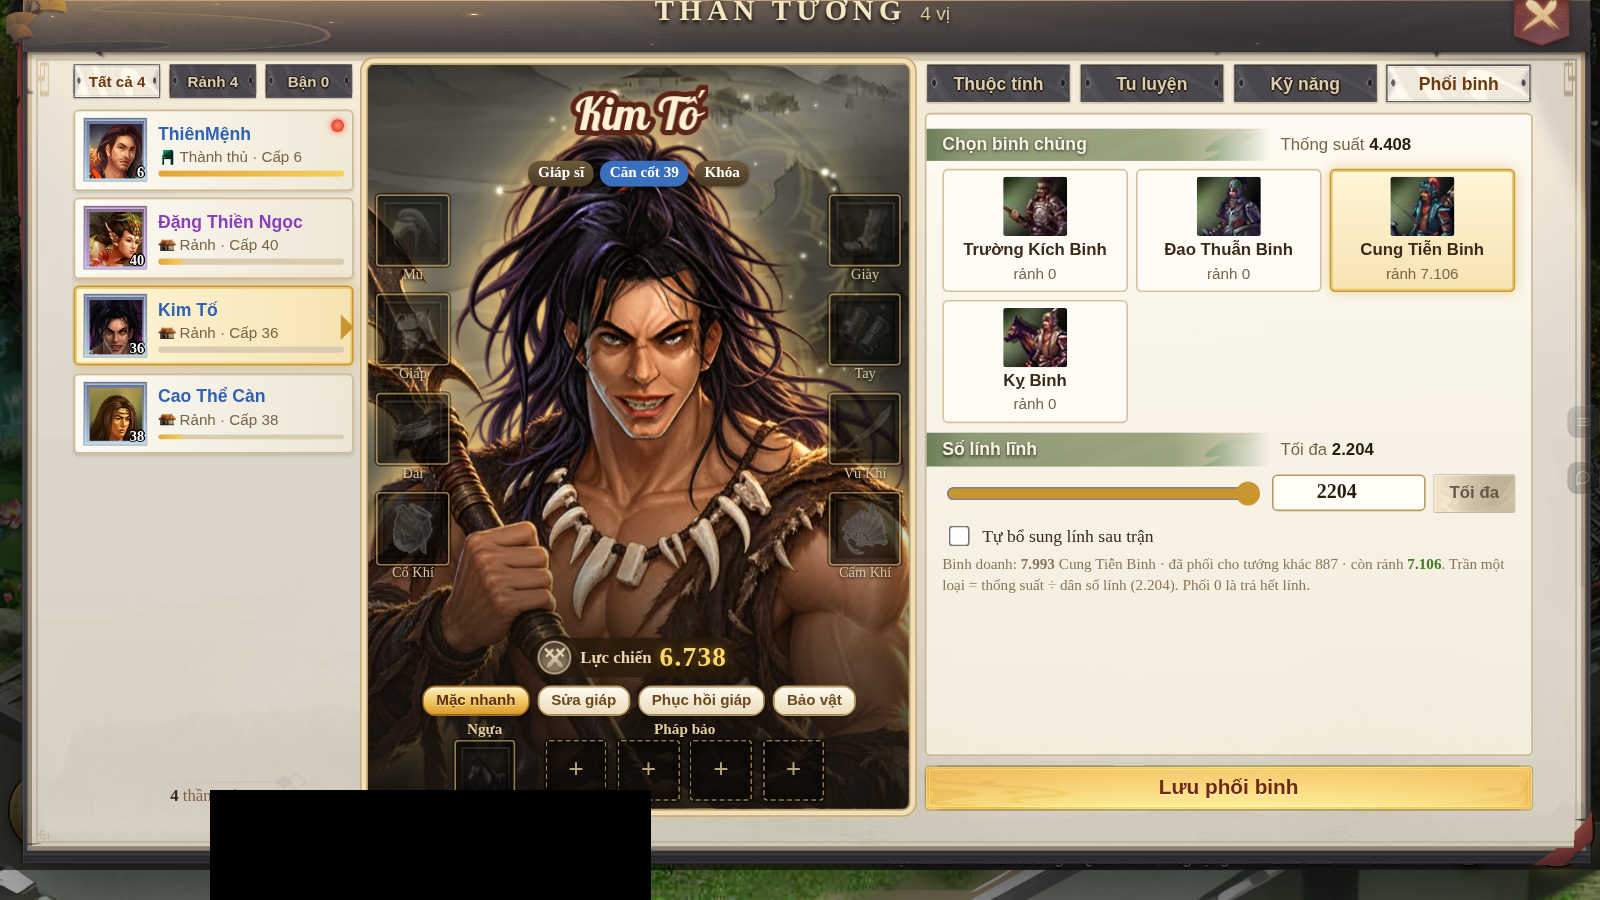 THẦN TƯỚNG 4 vị
Tất cả 4
Rảnh 4
Bận 0
ThiênMệnh
Thành thủ · Cấp 6
6
Đặng Thiền Ngọc
Rảnh · Cấp 40
40
Kim Tố
Rảnh · Cấp 36
36
Cao Thể Càn
Rảnh · Cấp 38
38
4 thần
Kim Tố
Giáp sĩ
Căn cốt 39
Khóa
Mũ
Giày
Giáp
Tay
Đai
Vũ Khí
Cố Khí
Cấm Khí
Lực chiến 6.738
Mặc nhanh
Sửa giáp
Phục hồi giáp
Bảo vật
Ngựa
Pháp bảo
+ + + +
Thuộc tính
Tu luyện
Kỹ năng
Phối binh
Chọn binh chủng
Thống suất 4.408
Trường Kích Binh
rảnh 0
Đao Thuẫn Binh
rảnh 0
Cung Tiễn Binh
rảnh 7.106
Kỵ Binh
rảnh 0
Số lính lĩnh
Tối đa 2.204
2204
Tối đa
Tự bổ sung lính sau trận
Binh doanh: 7.993 Cung Tiễn Binh · đã phối cho tướng khác 887 · còn rảnh 7.106. Trần một
loại = thống suất ÷ dân số lính (2.204). Phối 0 là trả hết lính.
Lưu phối binh